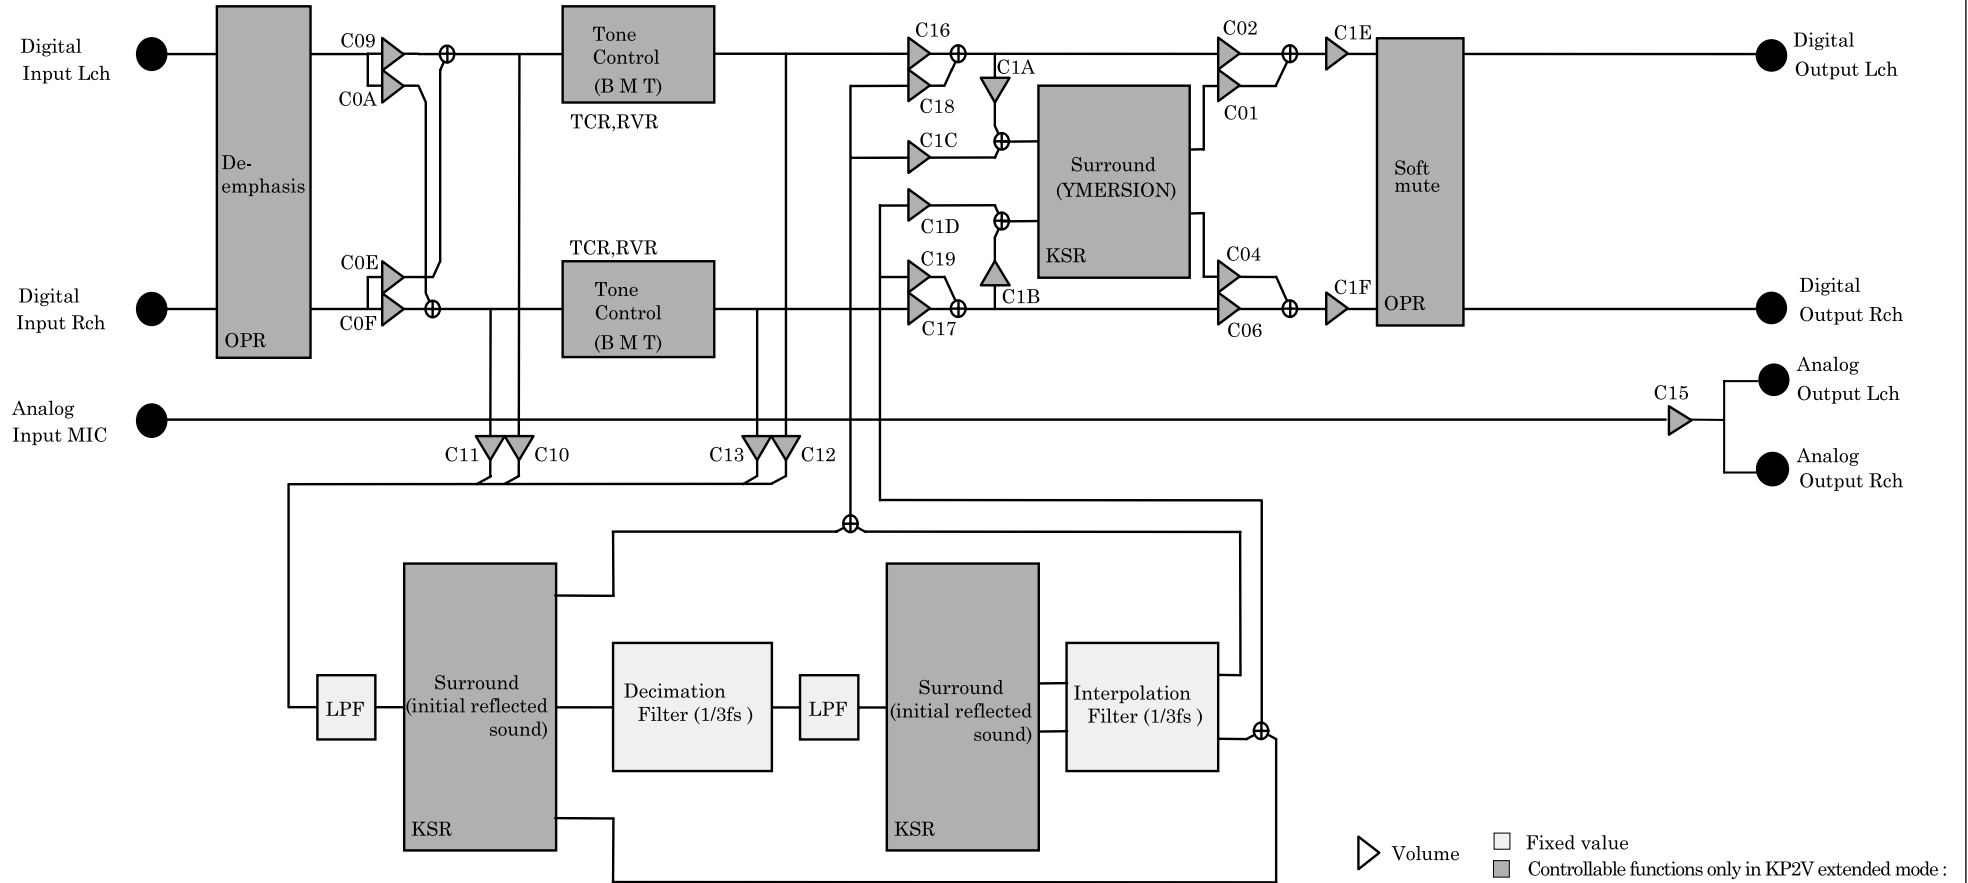 Digital
Input Lch
De-
emphasis
OPR
C09
C0A
Tone
Control
(B M T)
TCR,RVR
C16
C18
C1A
C1C
C02
C01
C1E
Digital
Output Lch
Surround
(YMERSION)
KSR
Soft
mute
OPR
Digital
Input Rch
C0E
C0F
TCR,RVR
Tone
Control
(B M T)
C1D
C19
C17
C1B
C04
C06
C1F
Digital
Output Rch
Analog
Input MIC
C15
Analog
Output Lch
Analog
Output Rch
C11
C10
C13
C12
LPF
Surround
(initial reflected
sound)
KSR
Decimation
Filter (1/3fs )
LPF
Surround
(initial reflected
sound)
KSR
Interpolation
Filter (1/3fs )
Volume
Fixed value
Controllable functions only in KP2V extended mode :